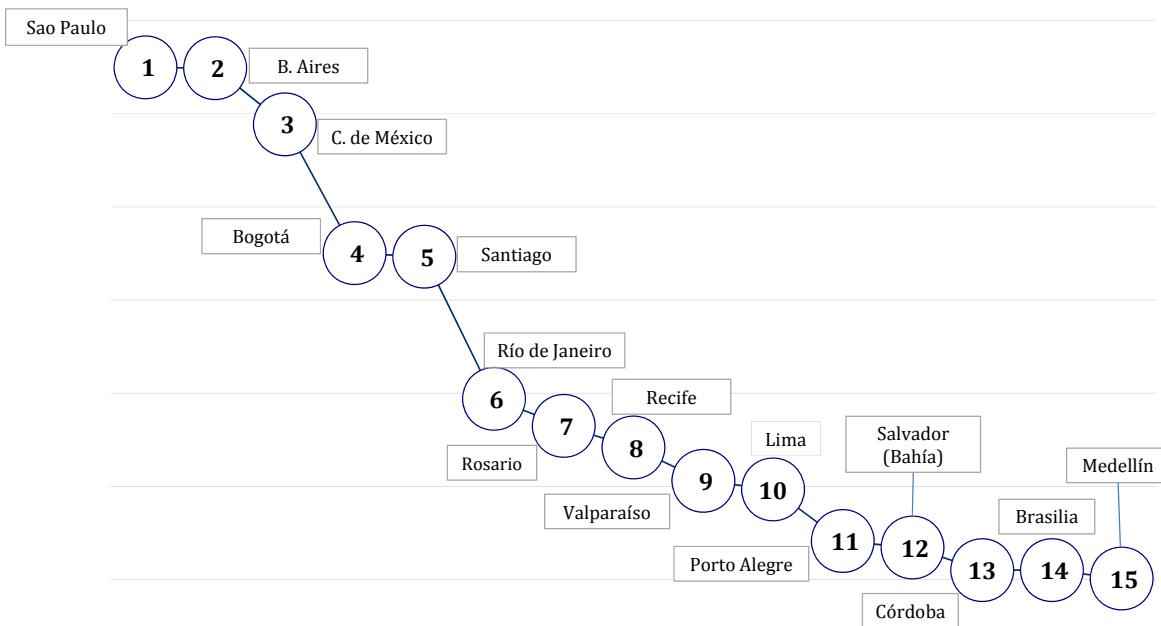 Sao Paulo
1
2
B. Aires
3
C. de México
Bogotá
4
5
Santiago
Río de Janeiro
6
Recife
7
Rosario
8
Lima
Salvador
(Bahía)
Medellín
9
Valparaíso
10
Brasilia
11
Porto Alegre
12
13
14
15
Córdoba